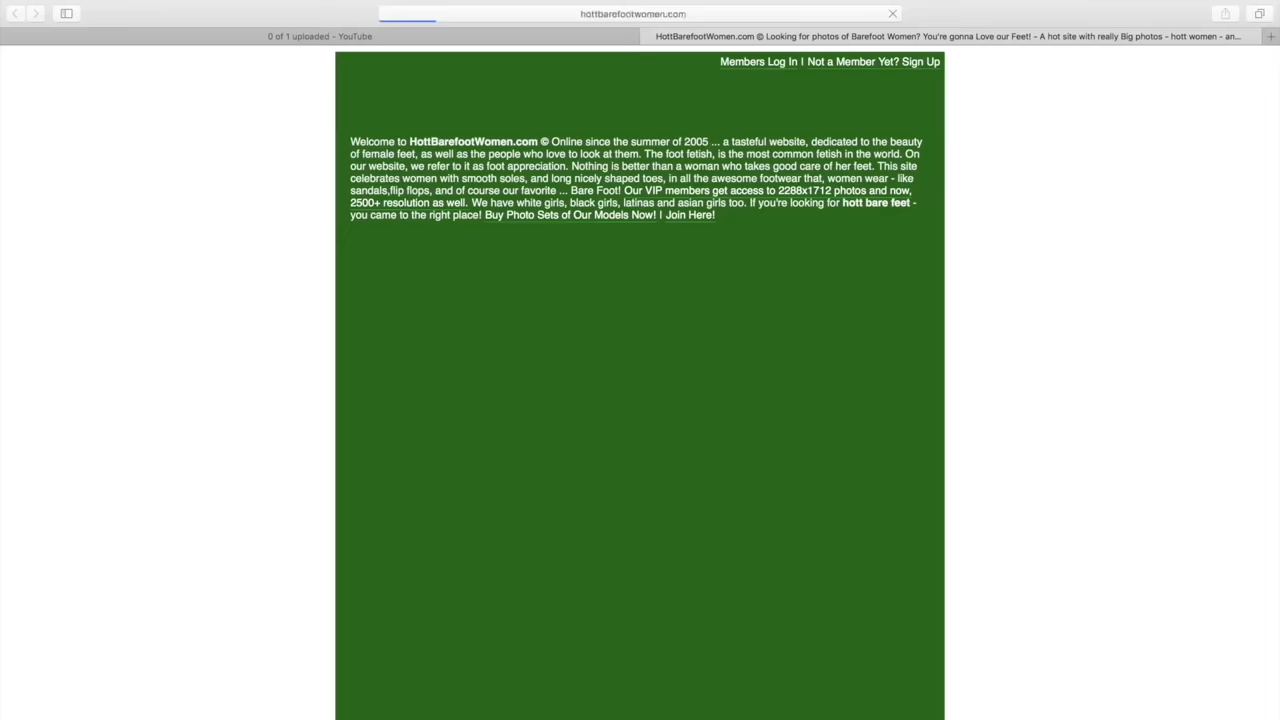 hottbarefootwomen.com
0 of 1 uploaded - YouTube
HottBarefootWomen.com © Looking for photos of Barefoot Women? You're gonna Love our Feet! - A hot site with really Big photos - hott women - an...
Members Log In | Not a Member Yet? Sign Up
Welcome to HottBarefootWomen.com © Online since the summer of 2005 ... a tasteful website, dedicated to the beauty
of female feet, as well as the people who love to look at them. The foot fetish, is the most common fetish in the world. On
our website, we refer to it as foot appreciation. Nothing is better than a woman who takes good care of her feet. This site
celebrates women with smooth soles, and long nicely shaped toes, in all the awesome footwear that, women wear - like
sandals,flip flops, and of course our favorite ... Bare Foot! Our VIP members get access to 2288x1712 photos and now,
2500+ resolution as well. We have white girls, black girls, latinas and asian girls too. If you're looking for hott bare feet -
you came to the right place! Buy Photo Sets of Our Models Now! | Join Here!